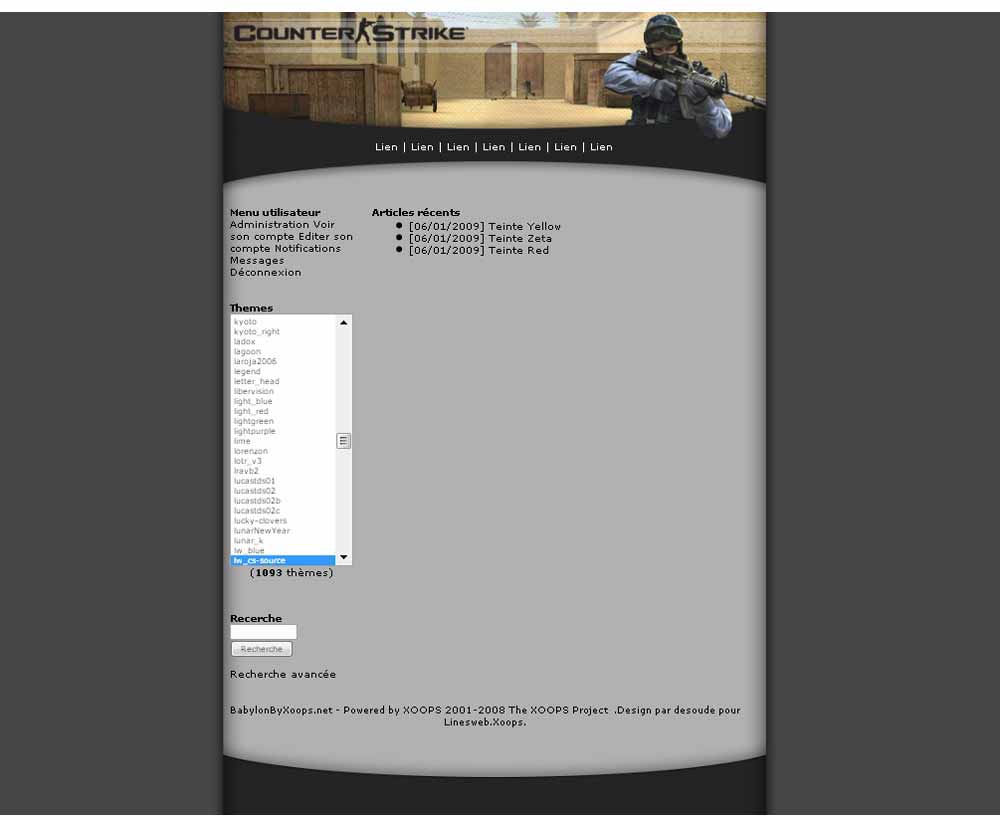 COUNTER STRIKE
Lien | Lien | Lien | Lien | Lien | Lien | Lien
Menu utilisateur
Administration Voir
son compte Editer son
compte Notifications
Messages
Déconnexion
Articles récents
[06/01/2009] Teinte Yellow
[06/01/2009] Teinte Zeta
[06/01/2009] Teinte Red
Themes
kyoto
kyoto_right
ladox
lagoon
laroja2006
legend
letter_head
libervision
light_blue
light_red
lightgreen
lightpurple
lime
lorenzon
lotr_v3
lravb2
lucastds01
lucastds02
lucastds02b
lucastds02c
lucky-clovers
lunarNewYear
lunar_k
lw_blue
lw_cs-source
(1093 thèmes)
Recerche
Recherche
Recherche avancée
BabylonByXoops.net - Powered by XOOPS 2001-2008 The XOOPS Project .Design par desoude pour
Linesweb.Xoops.